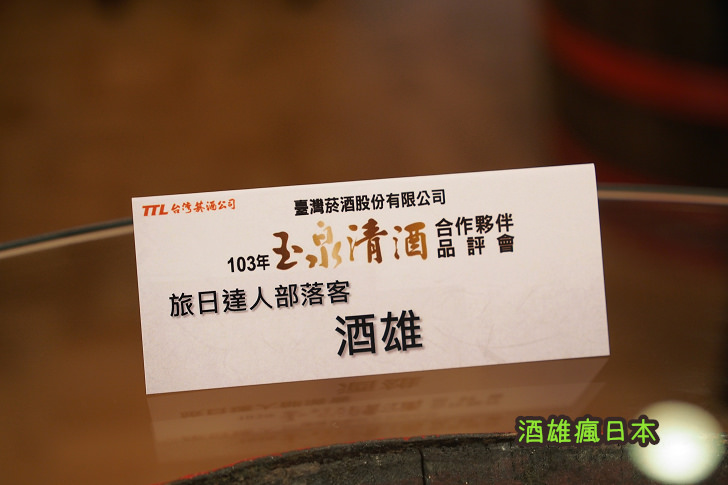 TTL 台灣菸酒公司
臺灣菸酒股份有限公司
103年 玉泉清酒 合作夥伴
品評會
旅日達人部落客
酒雄
酒雄瘋日本